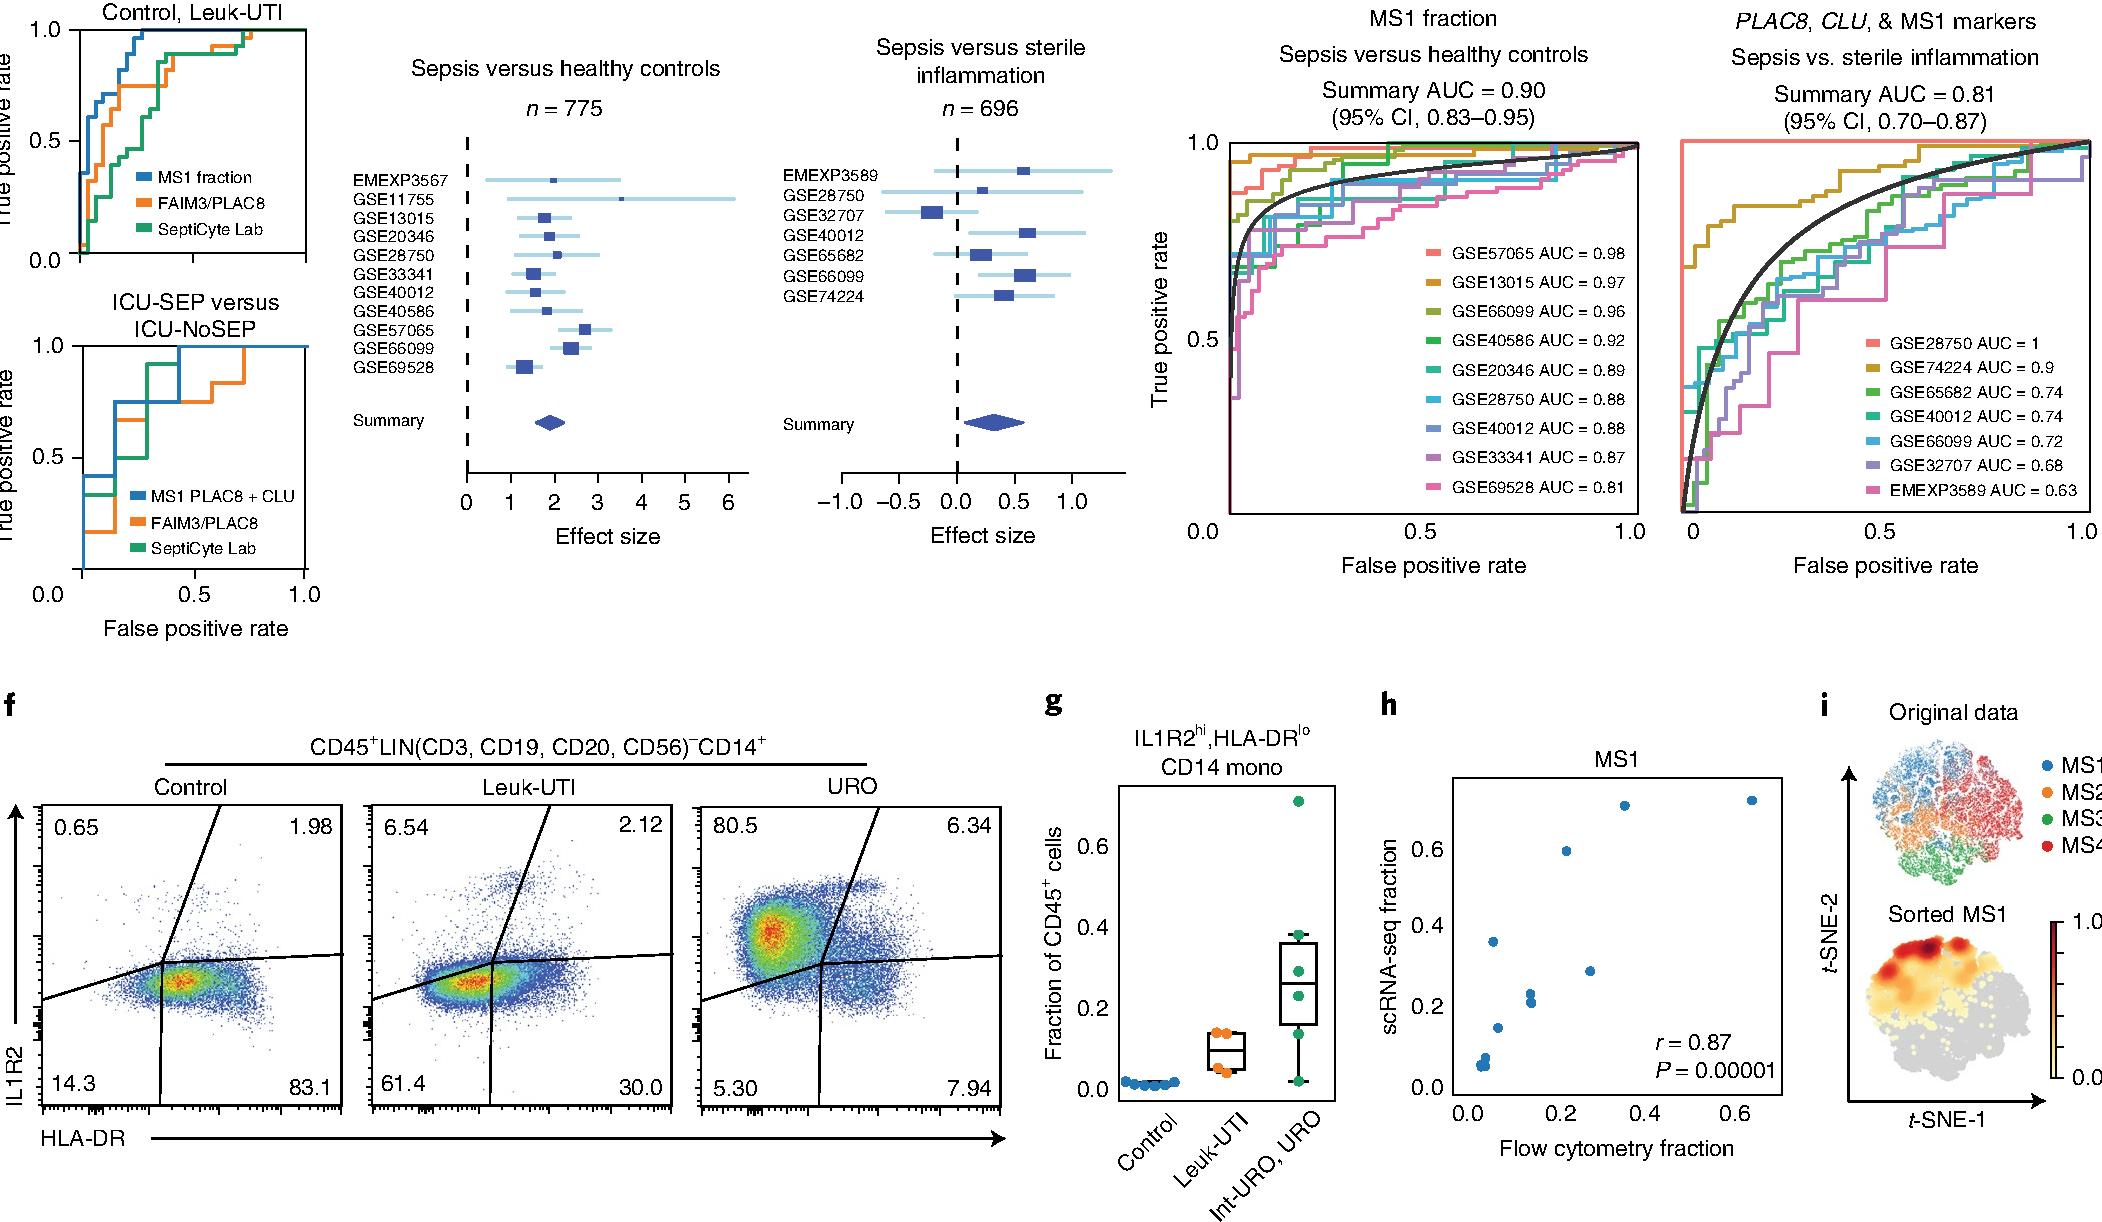 Control, Leuk-UTI
1.0
0.5
0.0
True positive rate
MS1 fraction
FAIM3/PLAC8
SeptiCyte Lab
ICU-SEP versus
ICU-NoSEP
1.0
0.5
0.0
0.5
1.0
True positive rate
MS1 PLAC8 + CLU
FAIM3/PLAC8
SeptiCyte Lab
False positive rate
Sepsis versus healthy controls
n = 775
EMEXP3567
GSE11755
GSE13015
GSE20346
GSE28750
GSE33341
GSE40012
GSE40586
GSE57065
GSE66099
GSE69528
Summary
0 1 2 3 4 5 6
Effect size
Sepsis versus sterile
inflammation
n = 696
EMEXP3589
GSE28750
GSE32707
GSE40012
GSE65682
GSE66099
GSE74224
Summary
−1.0 −0.5 0.0 0.5 1.0
Effect size
MS1 fraction
Sepsis versus healthy controls
Summary AUC = 0.90
(95% CI, 0.83–0.95)
1.0
0.5
True positive rate
GSE57065 AUC = 0.98
GSE13015 AUC = 0.97
GSE66099 AUC = 0.96
GSE40586 AUC = 0.92
GSE20346 AUC = 0.89
GSE28750 AUC = 0.88
GSE40012 AUC = 0.88
GSE33341 AUC = 0.87
GSE69528 AUC = 0.81
0.0 0.5 1.0
False positive rate
PLAC8, CLU, & MS1 markers
Sepsis vs. sterile inflammation
Summary AUC = 0.81
(95% CI, 0.70–0.87)
GSE28750 AUC = 1
GSE74224 AUC = 0.9
GSE65682 AUC = 0.74
GSE40012 AUC = 0.74
GSE66099 AUC = 0.72
GSE32707 AUC = 0.68
EMEXP3589 AUC = 0.63
0 0.5 1.0
False positive rate
f
CD45+LIN(CD3, CD19, CD20, CD56)−CD14+
Control
Leuk-UTI
URO
0.65 1.98
14.3 83.1
6.54 2.12
61.4 30.0
80.5 6.34
5.30 7.94
IL1R2
HLA-DR
g
IL1R2hi,HLA-DRlo
CD14 mono
Fraction of CD45+ cells
0.6
0.4
0.2
0.0
Control
Leuk-UTI
Int-URO, URO
h
MS1
scRNA-seq fraction
0.6
0.4
0.2
0.0
r = 0.87
P = 0.00001
0.0 0.2 0.4 0.6
Flow cytometry fraction
i
Original data
MS1
MS2
MS3
MS4
Sorted MS1
1.0
0.0
t-SNE-2
t-SNE-1